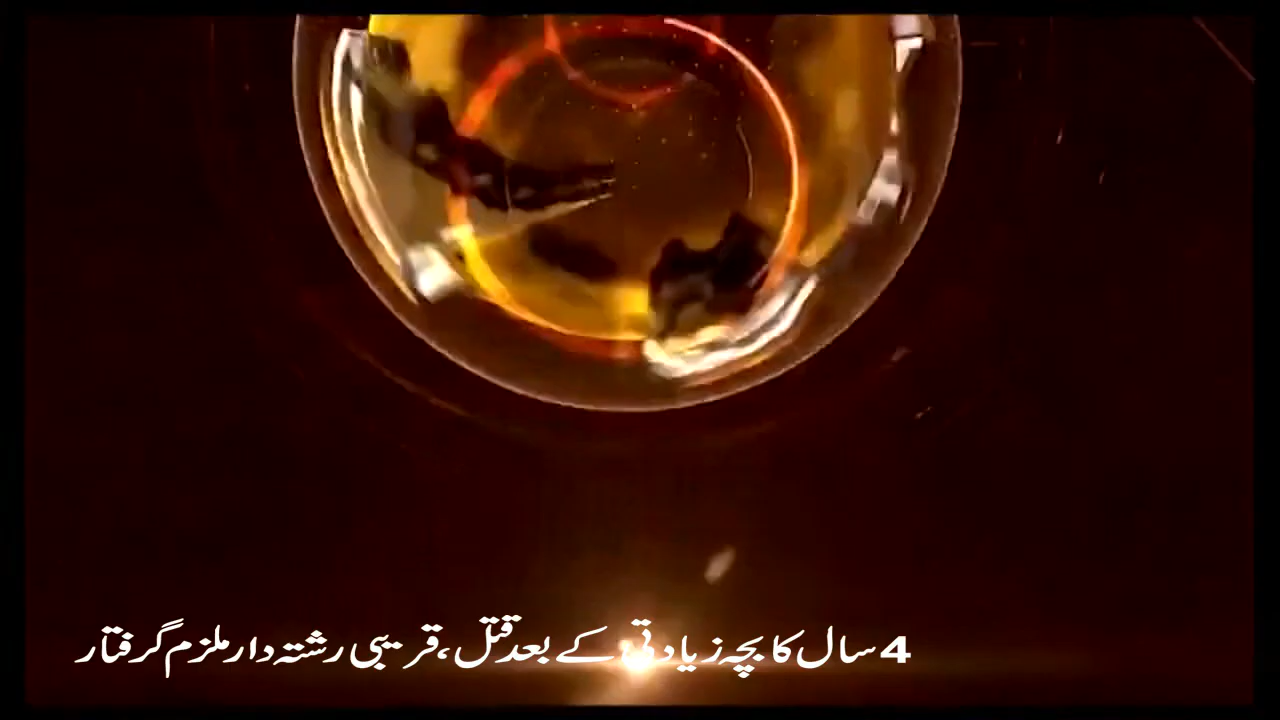 4 سال کا بچہ زیادتی کے بعد قتل، قریبی رشتہ دار ملزم گرفتار